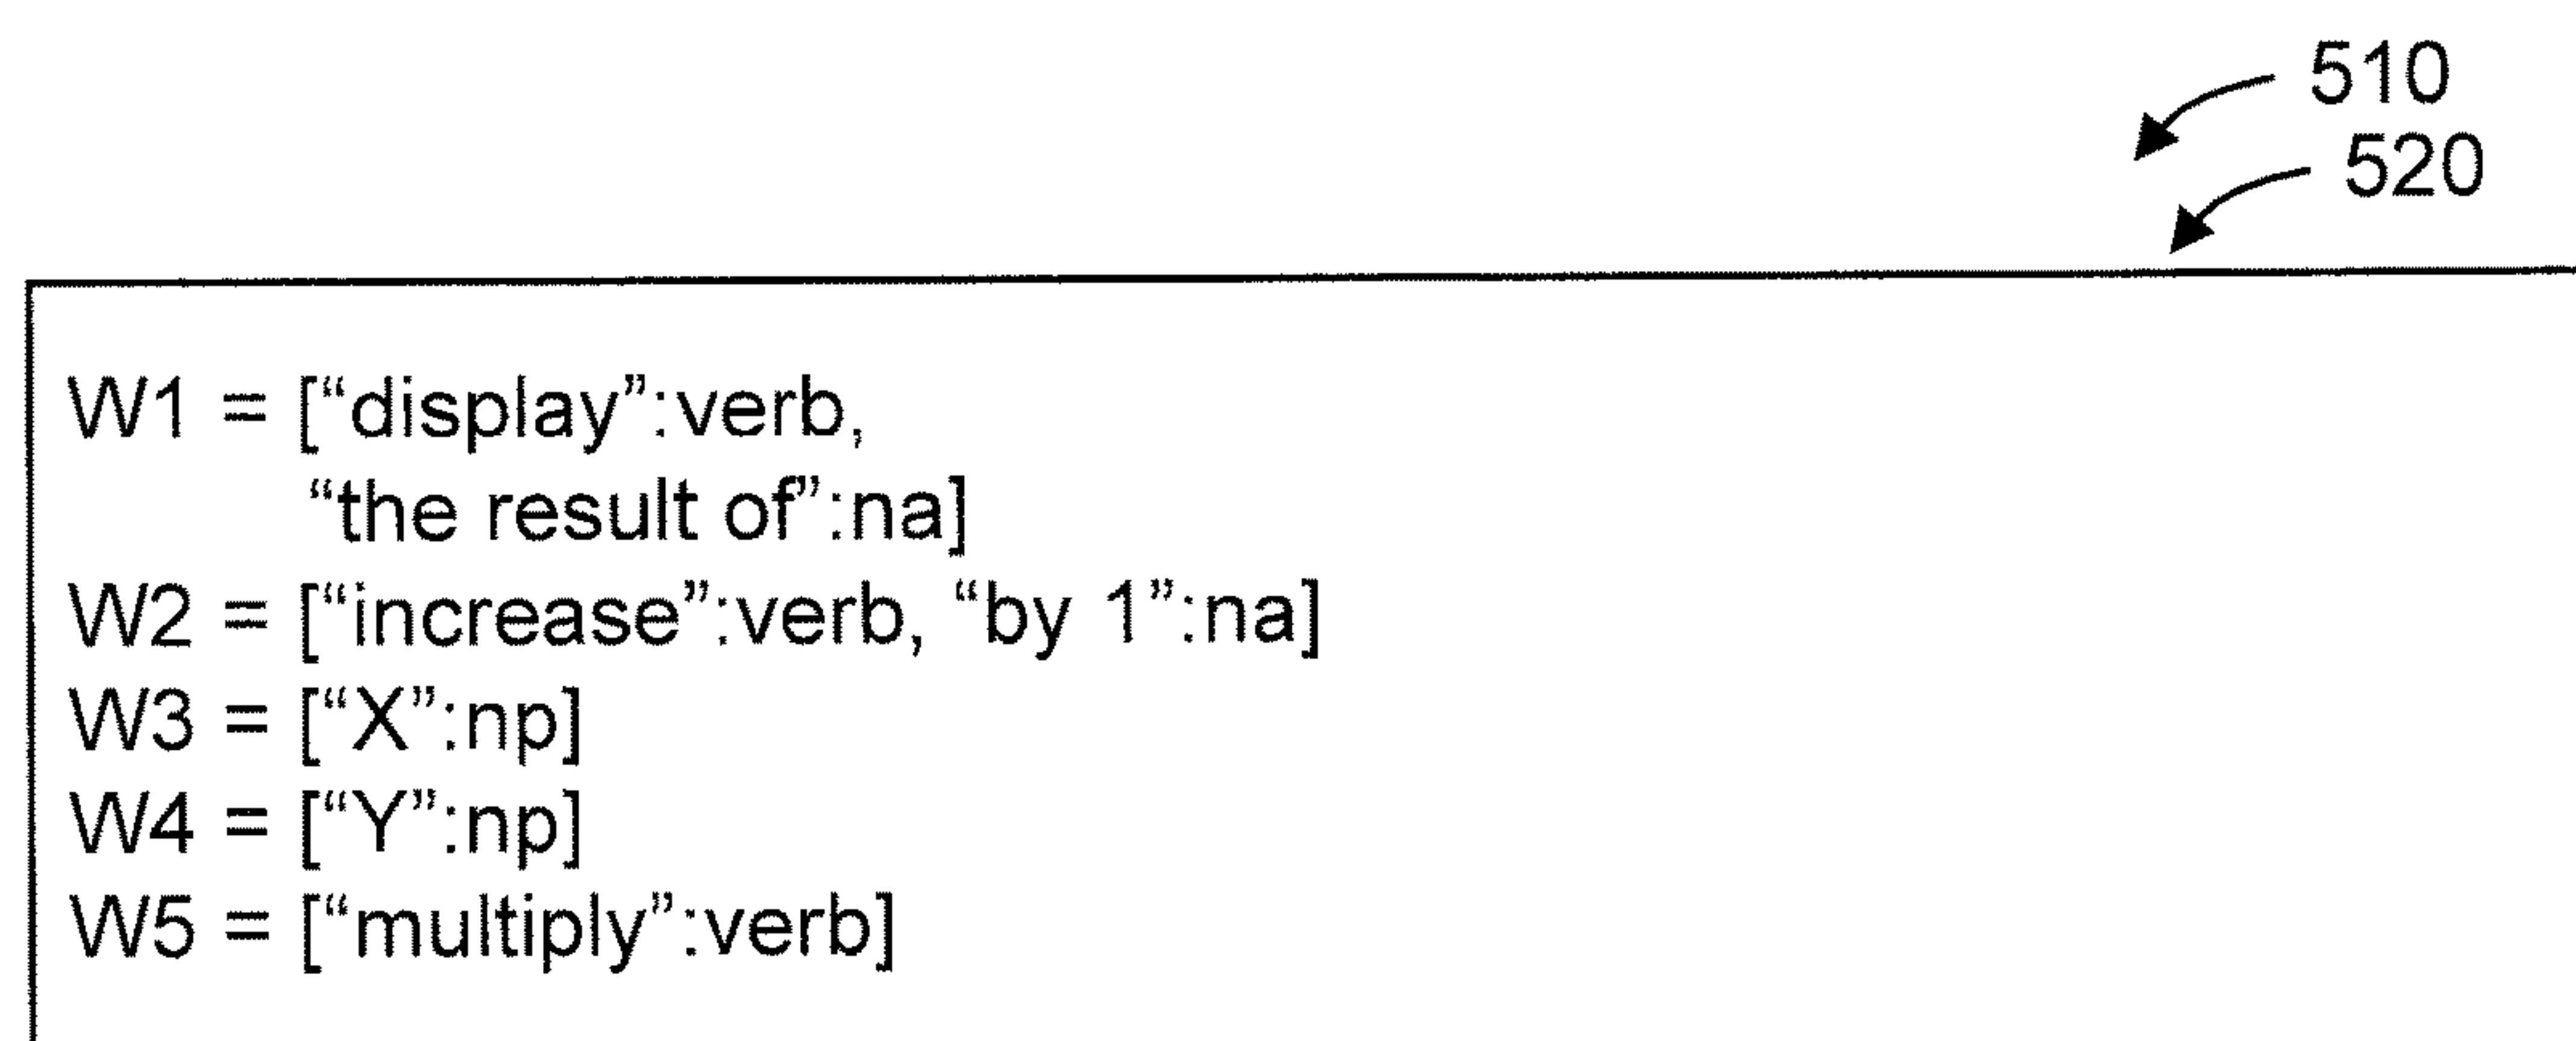 510
520
W1 = [“display”:verb,
“the result of”:na]
W2 = [“increase”:verb, “by 1”:na]
W3 = [“X”:np]
W4 = [“Y”:np]
W5 = [“multiply”:verb]